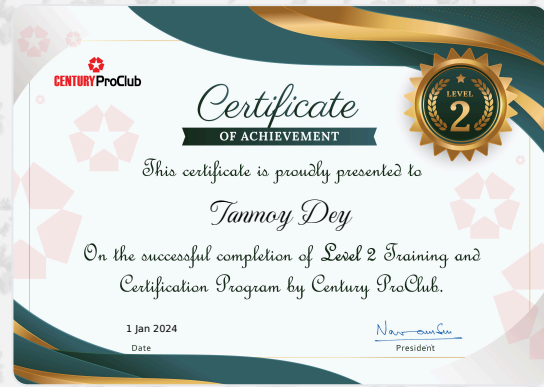 CENTURY ProClub
LEVEL
2
Certificate
OF ACHIEVEMENT
This certificate is proudly presented to
Tanmoy Dey
On the successful completion of Level 2 Training and
Certification Program by Century ProClub.
1 Jan 2024
Date
President